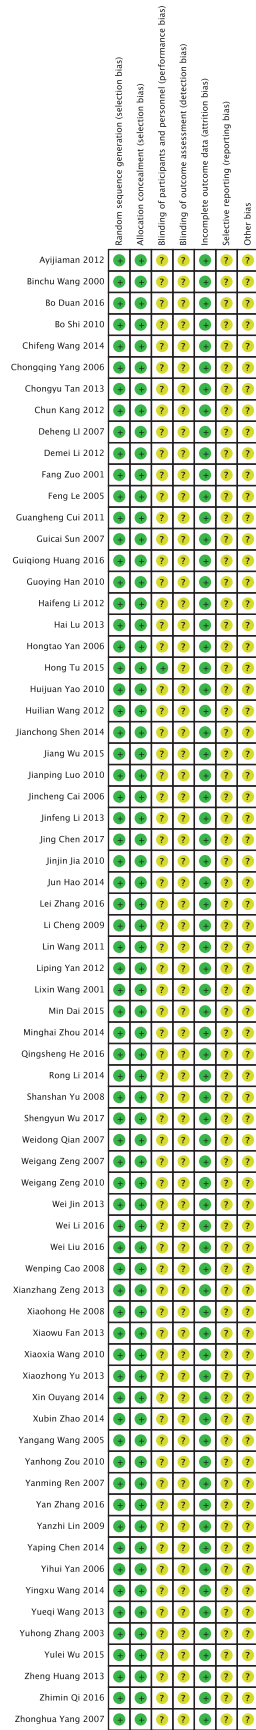 Random sequence generation (selection bias)
Allocation concealment (selection bias)
Blinding of participants and personnel (performance bias)
Blinding of outcome assessment (detection bias)
Incomplete outcome data (attrition bias)
Selective reporting (reporting bias)
Other bias
Ayijiaman 2012 + + ? ? + ? ?
Binchu Wang 2000 + + ? ? + ? ?
Bo Duan 2016 + + ? ? + ? ?
Bo Shi 2010 + + ? ? + ? ?
Chifeng Wang 2014 + + ? ? + ? ?
Chongqing Yang 2006 + + ? ? + ? ?
Chongyu Tan 2013 + + ? ? + ? ?
Chun Kang 2012 + + ? ? + ? ?
Deheng LI 2007 + + ? ? + ? ?
Demei Li 2012 + + ? ? + ? ?
Fang Zuo 2001 + + ? ? + ? ?
Feng Le 2005 + + ? ? + ? ?
Guangheng Cui 2011 + + ? ? + ? ?
Guicai Sun 2007 + + ? ? + ? ?
Guiqiong Huang 2016 + + ? ? + ? ?
Guoying Han 2010 + + ? ? + ? ?
Haifeng Li 2012 + + ? ? + ? ?
Hai Lu 2013 + + ? ? + ? ?
Hongtao Yan 2006 + + ? ? + ? ?
Hong Tu 2015 + + + ? + ? ?
Huijuan Yao 2010 + + ? ? + ? ?
Huilian Wang 2012 + + ? ? + ? ?
Jianchong Shen 2014 + + ? ? + ? ?
Jiang Wu 2015 + + ? ? + ? ?
Jianping Luo 2010 + + ? ? + ? ?
Jincheng Cai 2006 + + ? ? + ? ?
Jinfeng Li 2013 + + ? ? + ? ?
Jing Chen 2017 + + ? ? + ? ?
Jinjin Jia 2010 + + ? ? + ? ?
Jun Hao 2014 + + ? ? + ? ?
Lei Zhang 2016 + + ? ? + ? ?
Li Cheng 2009 + + ? ? + ? ?
Lin Wang 2011 + + ? ? + ? ?
Liping Yan 2012 + + ? ? + ? ?
Lixin Wang 2001 + + ? ? + ? ?
Min Dai 2015 + + ? ? + ? ?
Minghai Zhou 2014 + + ? ? + ? ?
Qingsheng He 2016 + + ? ? + ? ?
Rong Li 2014 + + ? ? + ? ?
Shanshan Yu 2008 + + ? ? + ? ?
Shengyun Wu 2017 + + ? ? + ? ?
Weidong Qian 2007 + + ? ? + ? ?
Weigang Zeng 2007 + + ? ? + ? ?
Weigang Zeng 2010 + + ? ? + ? ?
Wei Jin 2013 + + ? ? + ? ?
Wei Li 2016 + + ? ? + ? ?
Wei Liu 2016 + + ? ? + ? ?
Wenping Cao 2008 + + ? ? + ? ?
Xianzhang Zeng 2013 + + ? ? + ? ?
Xiaohong He 2008 + + ? ? + ? ?
Xiaowu Fan 2013 + + ? ? + ? ?
Xiaoxia Wang 2010 + + ? ? + ? ?
Xiaozhong Yu 2013 + + ? ? + ? ?
Xin Ouyang 2014 + + ? ? + ? ?
Xubin Zhao 2014 + + ? ? + ? ?
Yangang Wang 2005 + + ? ? + ? ?
Yanhong Zou 2010 + + ? ? + ? ?
Yanming Ren 2007 + + ? ? + ? ?
Yan Zhang 2016 + + ? ? + ? ?
Yanzhi Lin 2009 + + ? ? + ? ?
Yaping Chen 2014 + + ? ? + ? ?
Yihui Yan 2006 + + ? ? + ? ?
Yingxu Wang 2014 + + ? ? + ? ?
Yueqi Wang 2013 + + ? ? + ? ?
Yuhong Zhang 2003 + + ? ? + ? ?
Yulei Wu 2015 + + ? ? + ? ?
Zheng Huang 2013 + + ? ? + ? ?
Zhimin Qi 2016 + + ? ? + ? ?
Zhonghua Yang 2007 + + ? ? + ? ?